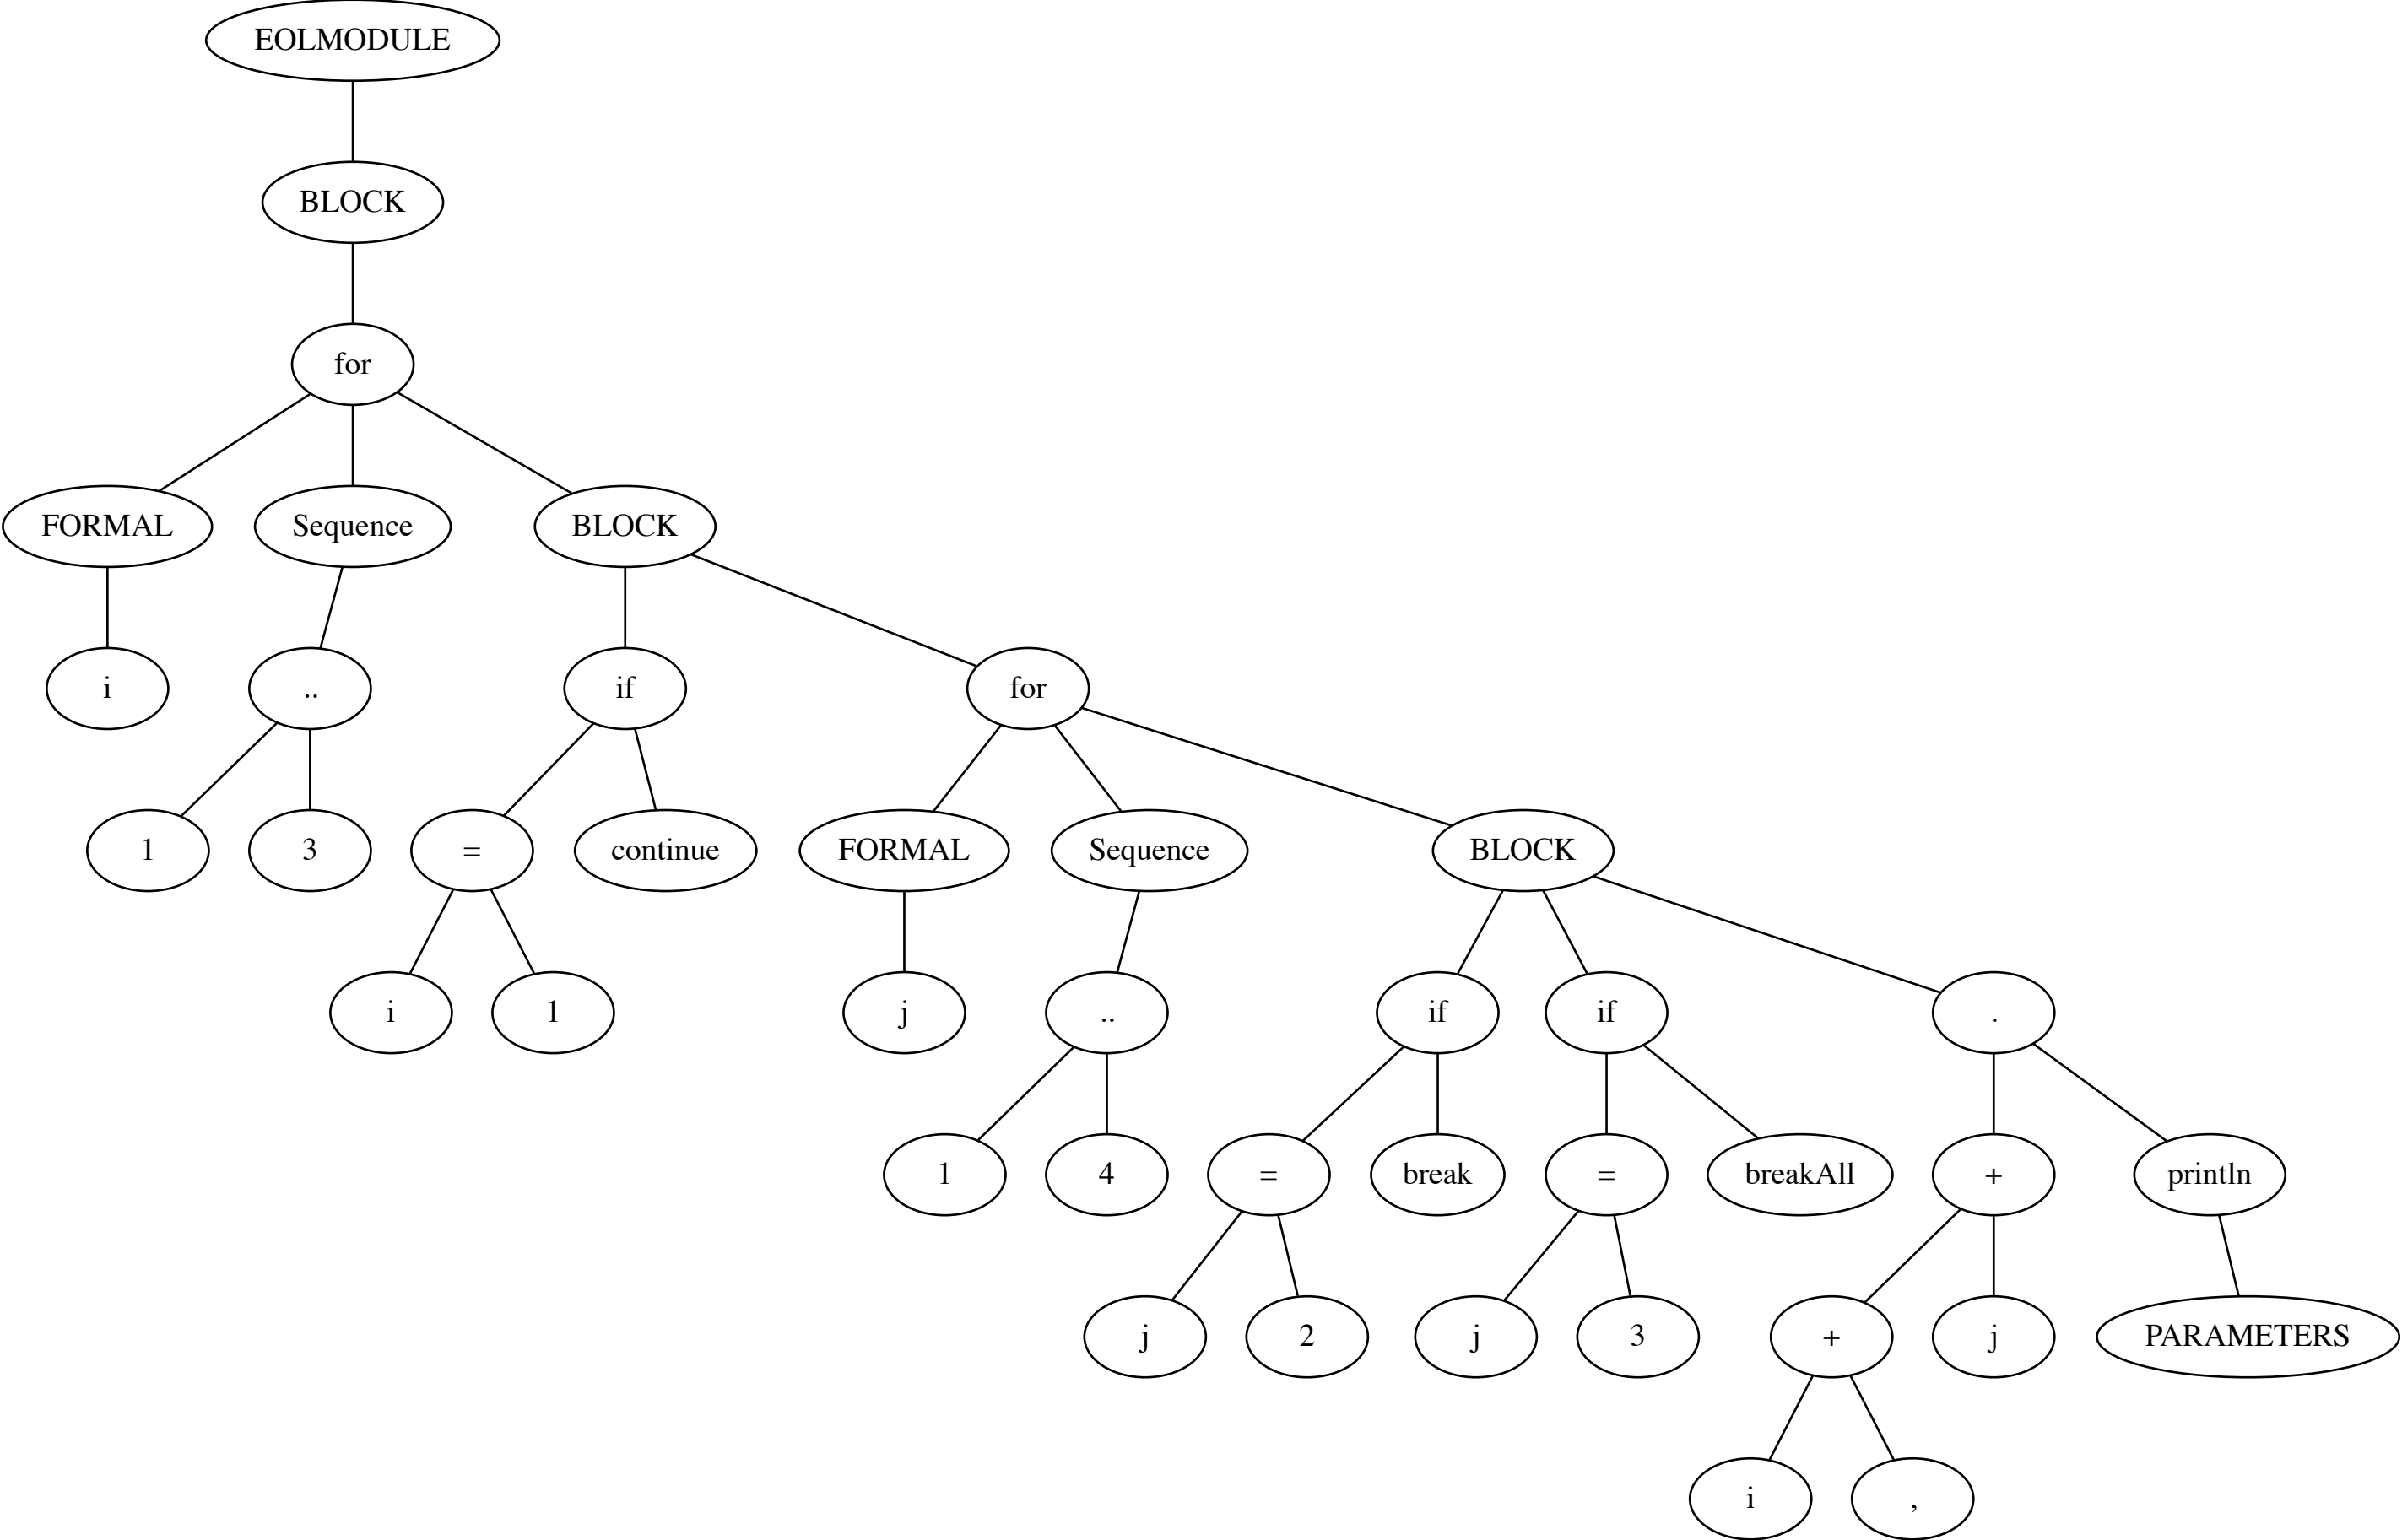 EOLMODULE
BLOCK
for
FORMAL Sequence BLOCK
i .. if for
1 3 = continue FORMAL Sequence BLOCK
i 1 j .. if if .
1 4 = break = breakAll + println
j 2 j 3 + j PARAMETERS
i ,